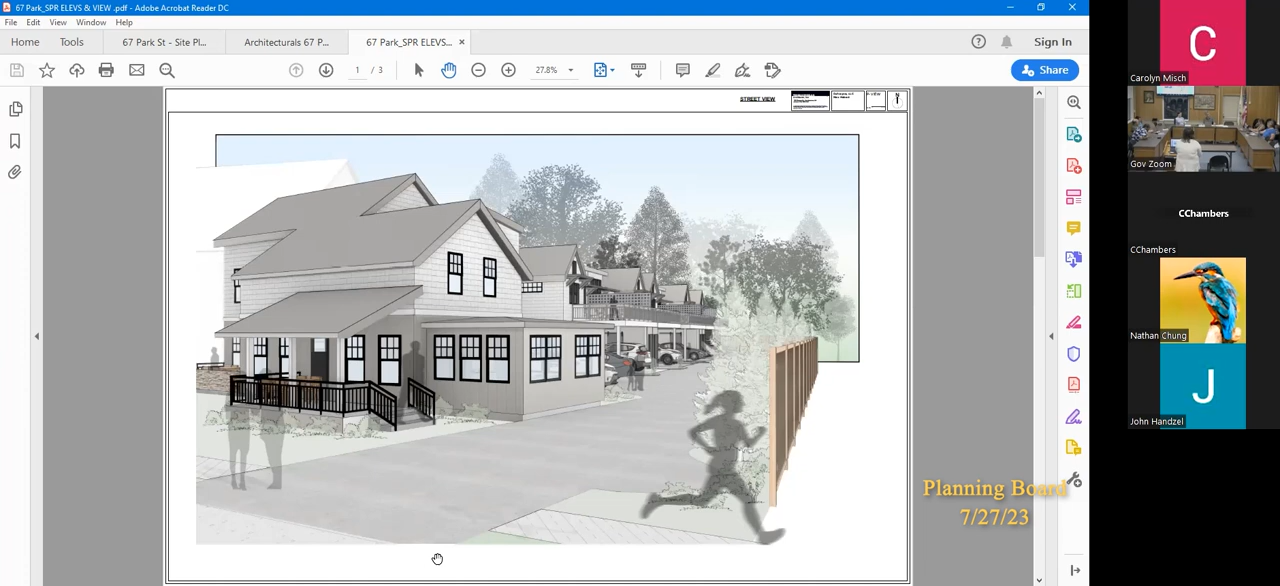 67 Park_SPR ELEVS & VIEW .pdf - Adobe Acrobat Reader DC
File Edit View Window Help
Home Tools 67 Park St - Site Pl... Architecturals 67 P... 67 Park_SPR ELEVS... × Sign In
1 / 3 27.8% Share
STREET VIEW
C
Carolyn Misch
Gov Zoom
CChambers
CChambers
Nathan Chung
J
John Handzel
Planning Board
7/27/23